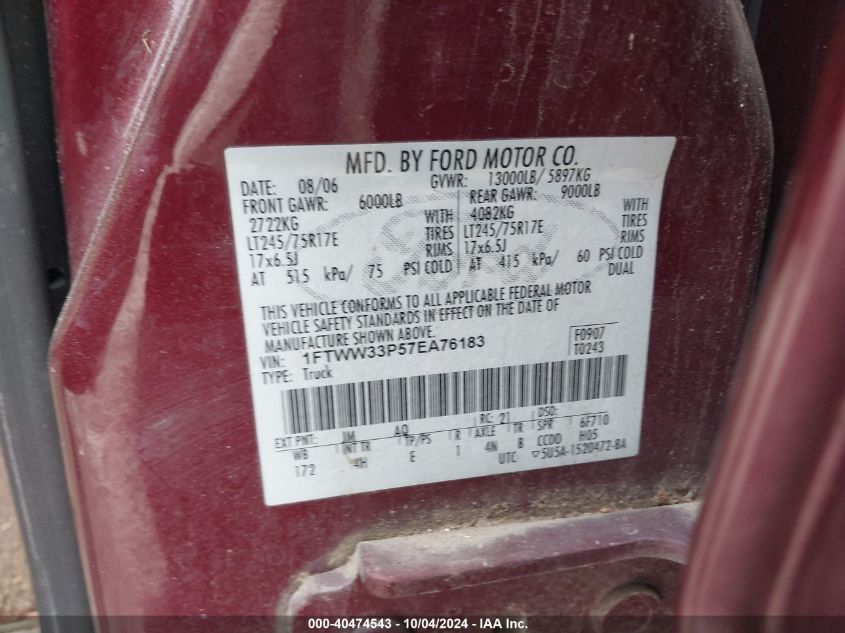 MFD. BY FORD MOTOR CO.
DATE: 08/06 GVWR: 13000LB/ 5897KG
FRONT GAWR: 6000LB REAR GAWR: 9000LB
2722KG WITH 4082KG WITH
LT245/75R17E TIRES LT245/75R17E TIRES
17x6.5J RIMS 17x6.5J RIMS
AT 515 kPa/ 75 PSI COLD AT 415 kPa/ 60 PSI COLD
DUAL
THIS VEHICLE CONFORMS TO ALL APPLICABLE FEDERAL MOTOR
VEHICLE SAFETY STANDARDS IN EFFECT ON THE DATE OF
MANUFACTURE SHOWN ABOVE.
VIN: 1FTWW33P57EA76183 F0907
TYPE: Truck T0243
EXT PNT: JM AQ RC: 21 DSO:
WB INT TR TP/PS R AXLE TR SPR 6F710
172 4H E 1 4N B CCDD H05
UTC ▽5U5A-1520472-BA
000-40474543 - 10/04/2024 - IAA Inc.